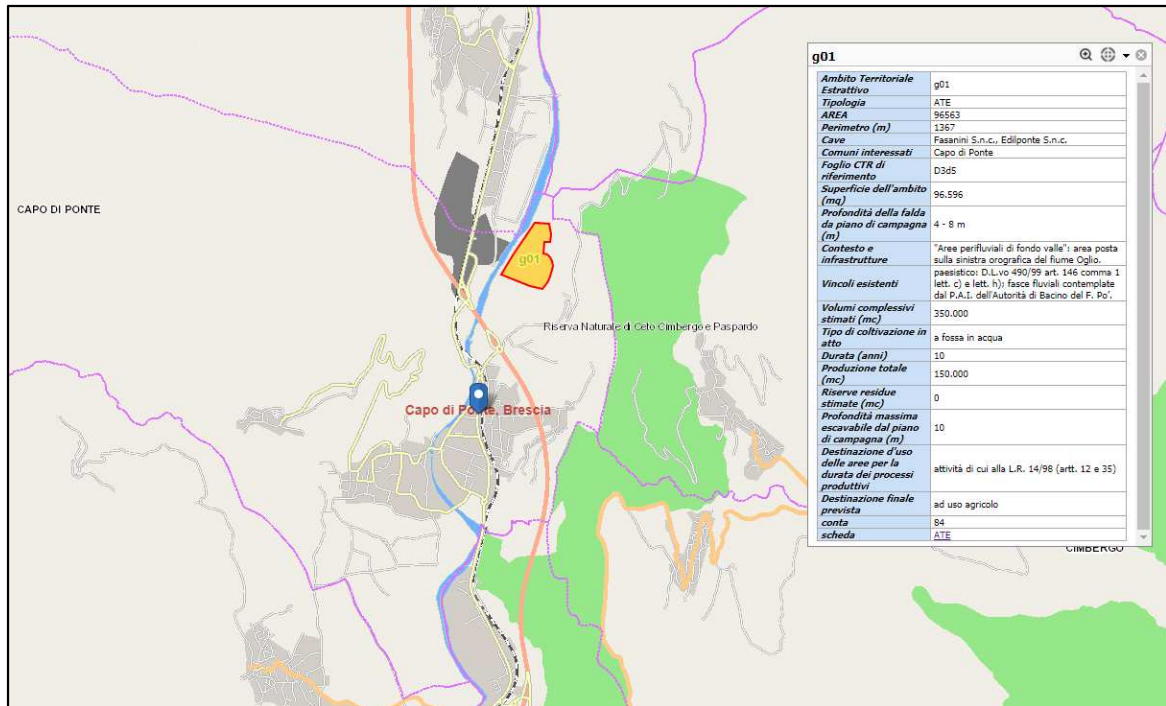 CAPO DI PONTE
g01
Riserva Naturale di Ceto Cimbergo e Paspardo
Capo di Ponte, Brescia
CIMBERGO
g01
Ambito Territoriale
Estrattivo
g01
Tipologia
ATE
AREA
96563
Perimetro (m)
1367
Cave
Fasanini S.n.c., Edilponte S.n.c.
Comuni interessati
Capo di Ponte
Foglio CTR di
riferimento
D3d5
Superficie dell'ambito
(mq)
96.596
Profondità della falda
da piano di campagna
(m)
4 - 8 m
Contesto e
infrastrutture
"Aree perifluviali di fondo valle": area posta
sulla sinistra orografica del fiume Oglio.
Vincoli esistenti
paesistico: D.L.vo 490/99 art. 146 comma 1
lett. c) e lett. h); fasce fluviali contemplate
dal P.A.I. dell'Autorità di Bacino del F. Po'.
Volumi complessivi
stimati (mc)
350.000
Tipo di coltivazione in
atto
a fossa in acqua
Durata (anni)
10
Produzione totale
(mc)
150.000
Riserve residue
stimate (mc)
0
Profondità massima
escavabile dal piano
di campagna (m)
10
Destinazione d'uso
delle aree per la
durata dei processi
produttivi
attività di cui alla L.R. 14/98 (artt. 12 e 35)
Destinazione finale
prevista
ad uso agricolo
conta
84
scheda
ATE